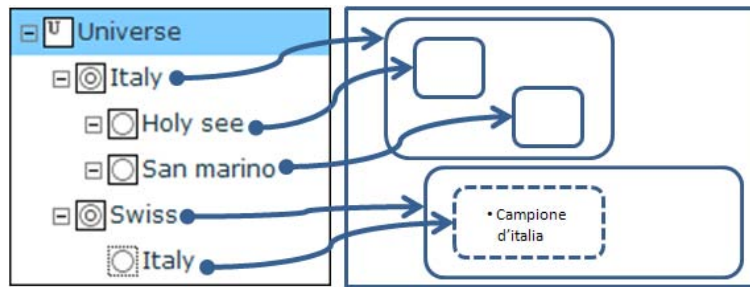 U Universe
Italy
Holy see
San marino
Swiss
Italy
• Campione
d'italia